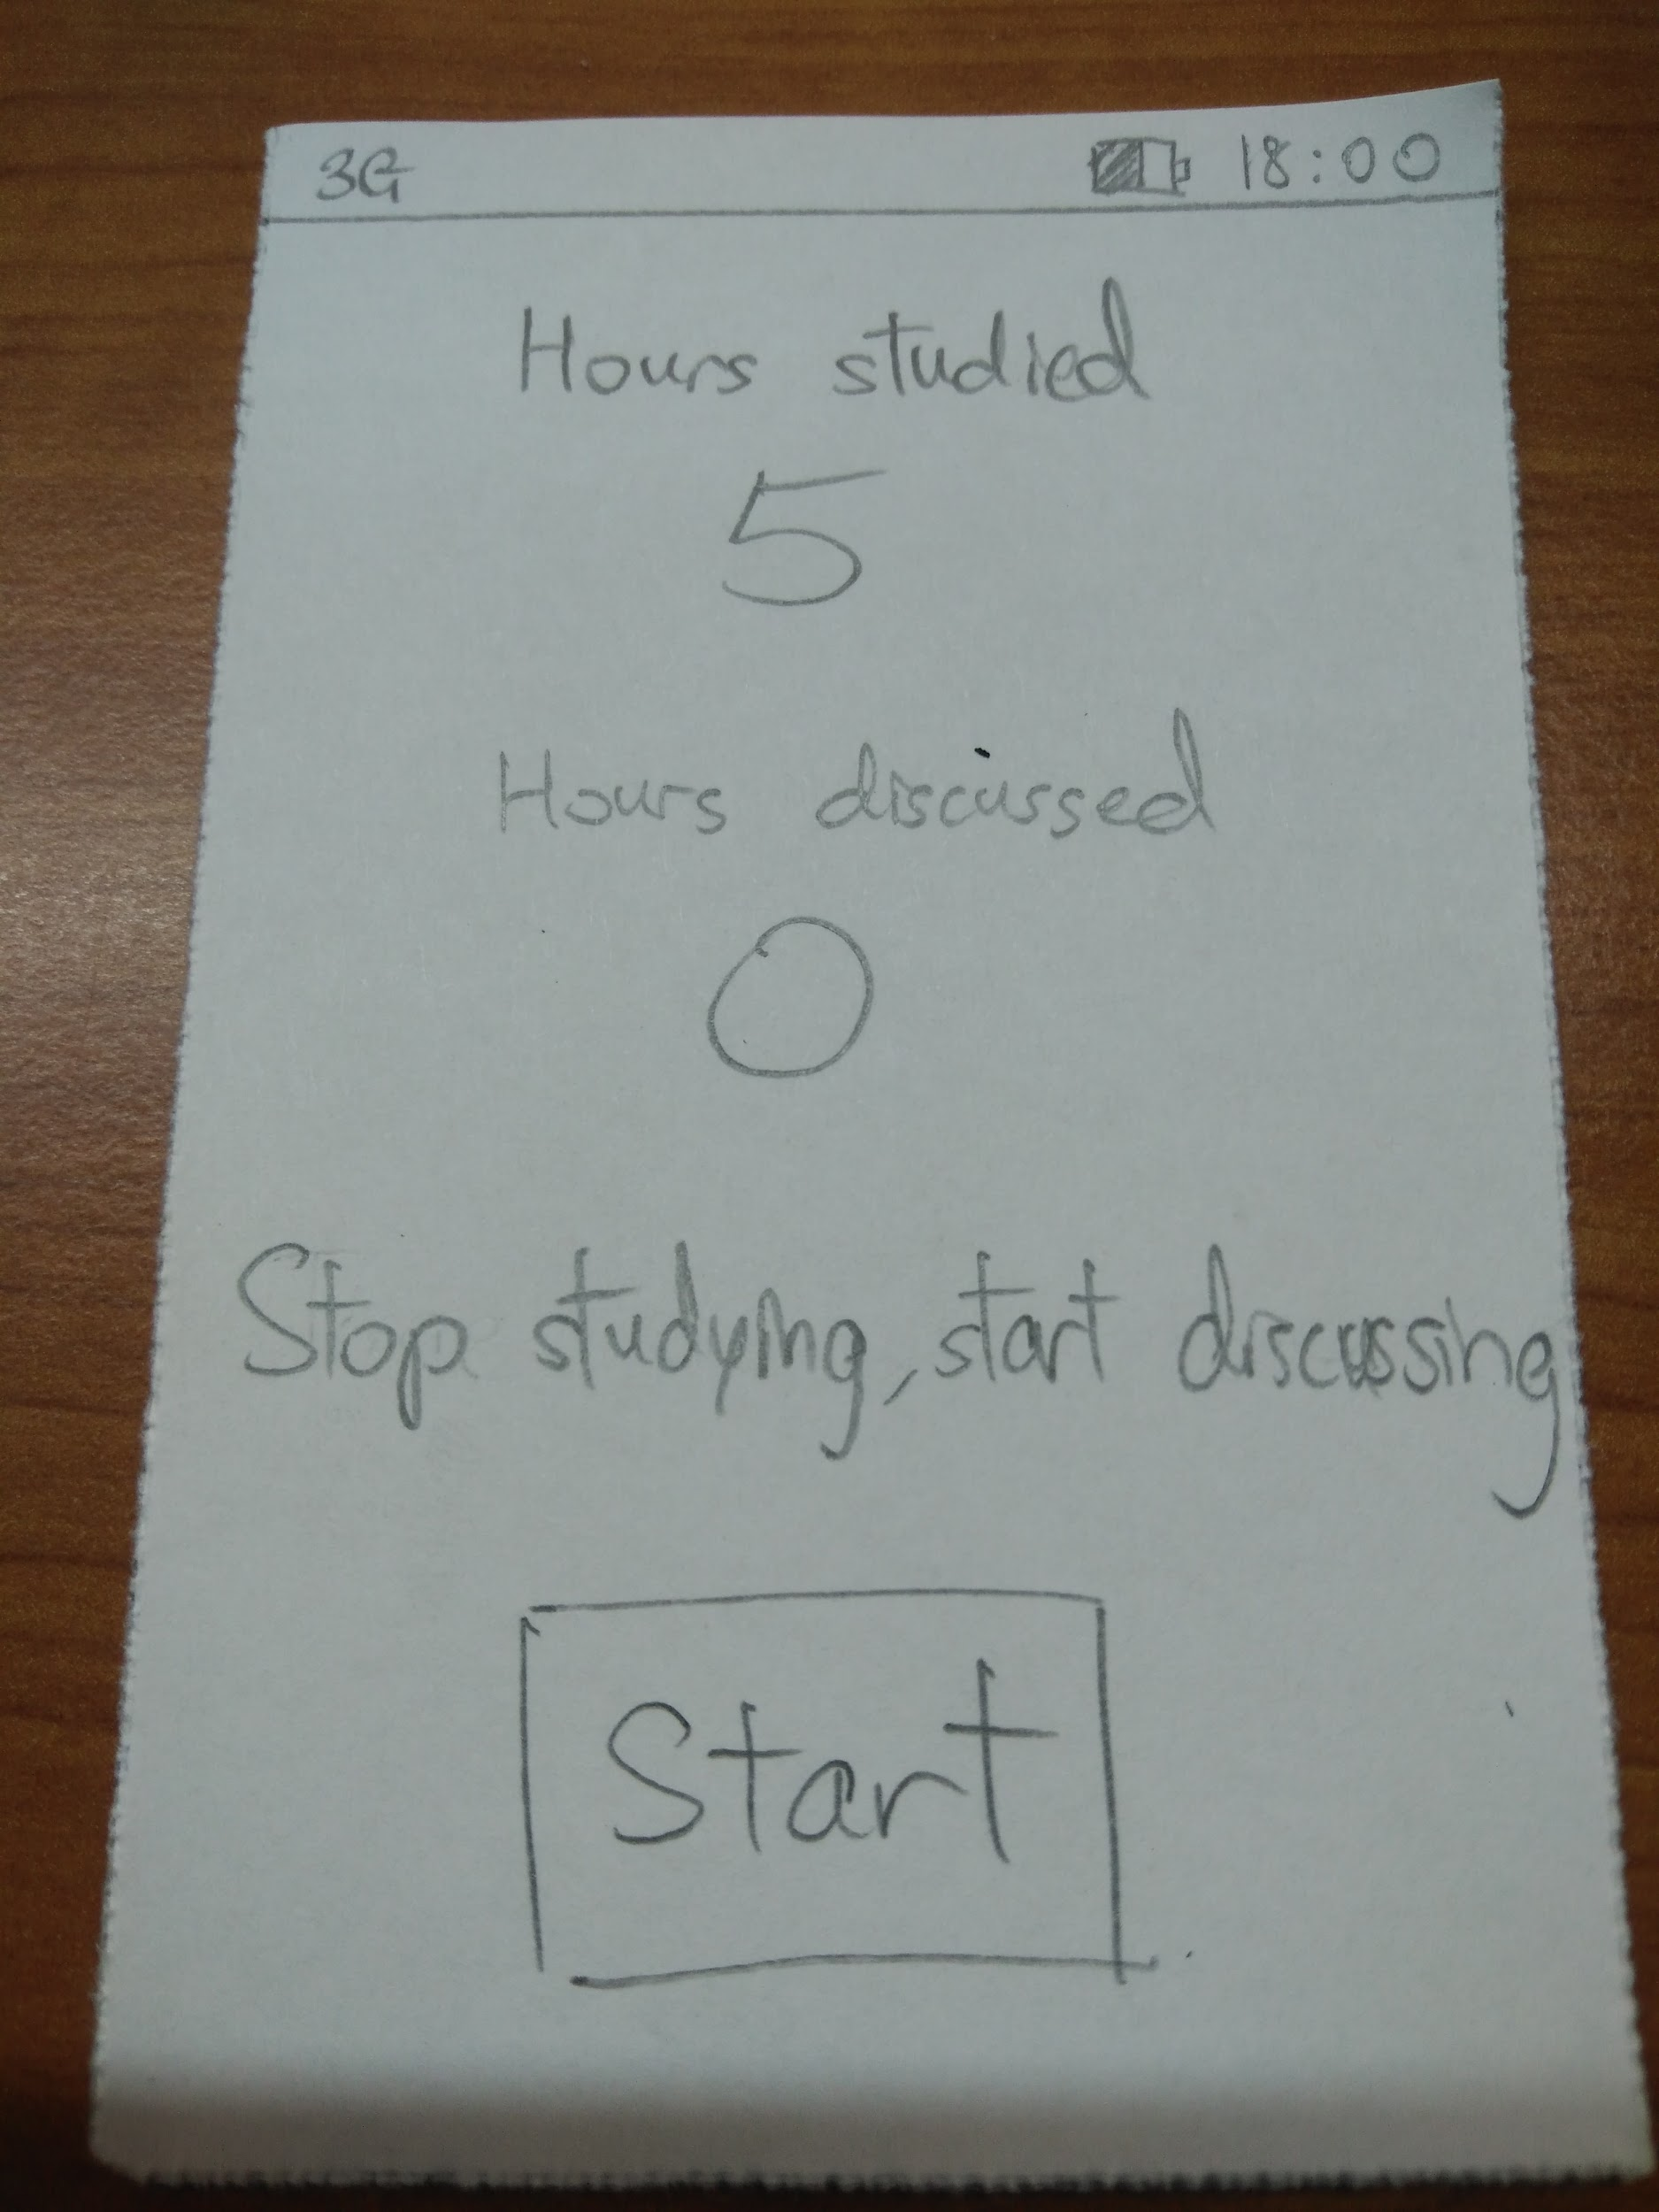 3G 18:00
Hours studied
5
Hours discussed
0
Stop studying, start discussing
Start